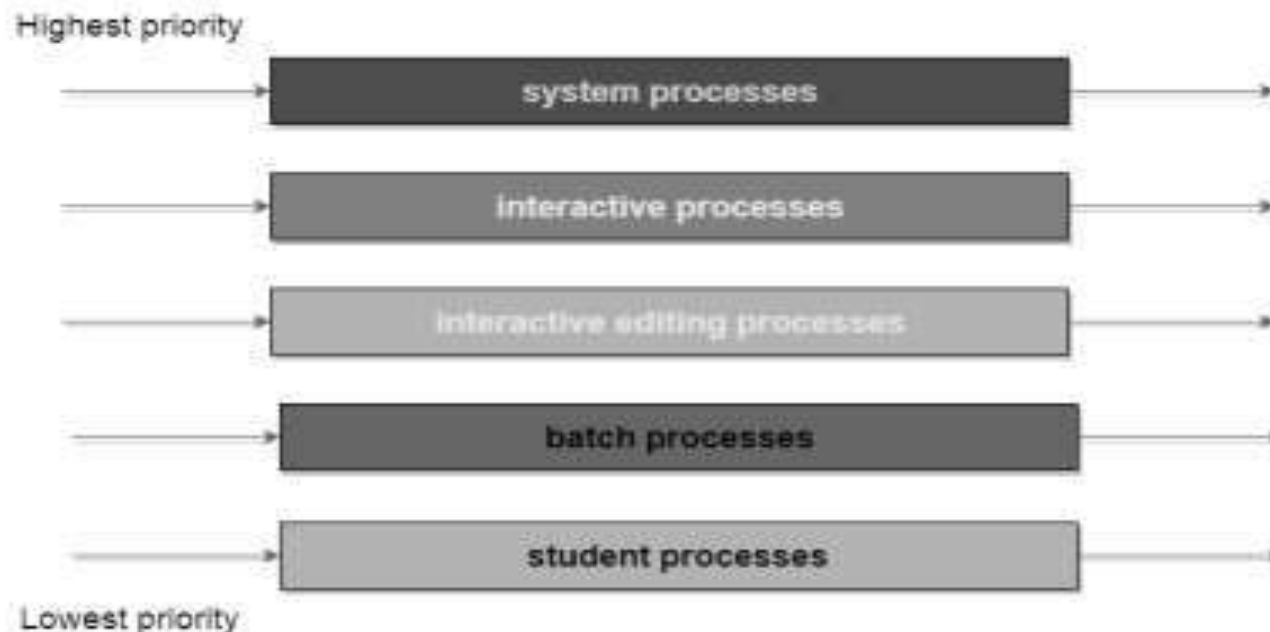 Highest priority
system processes
interactive processes
interactive editing processes
batch processes
student processes
Lowest priority